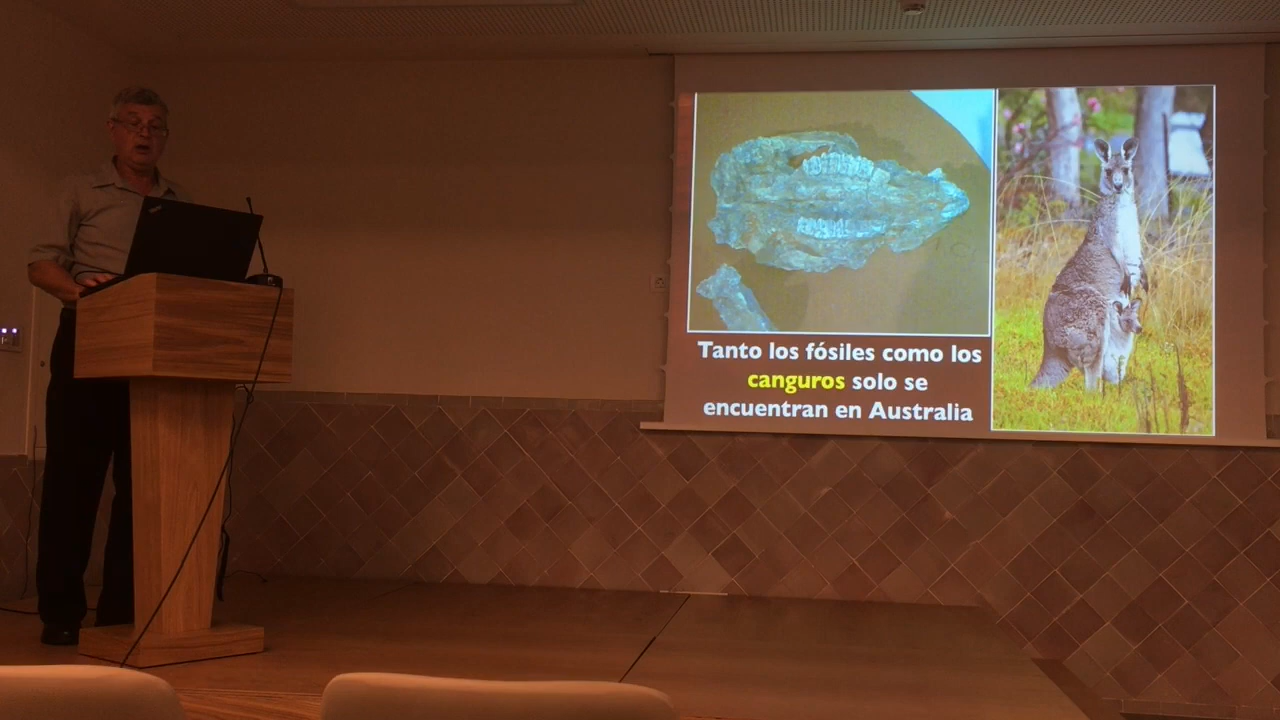 Tanto los fósiles como los
canguros solo se
encuentran en Australia